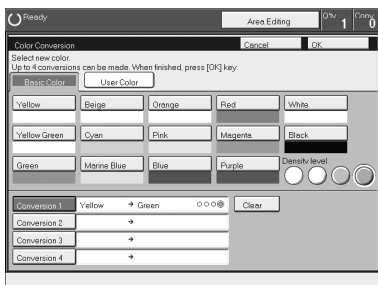 Ready
Area Editing
Q'ty 1 Copy 0
Color Conversion Cancel OK
Select new color.
Up to 4 conversions can be made. When finished, press [OK] key.
Basic Color User Color
Yellow Beige Orange Red White
Yellow Green Cyan Pink Magenta Black
Green Marine Blue Blue Purple Density level
Conversion 1 Yellow → Green Clear
Conversion 2 →
Conversion 3 →
Conversion 4 →